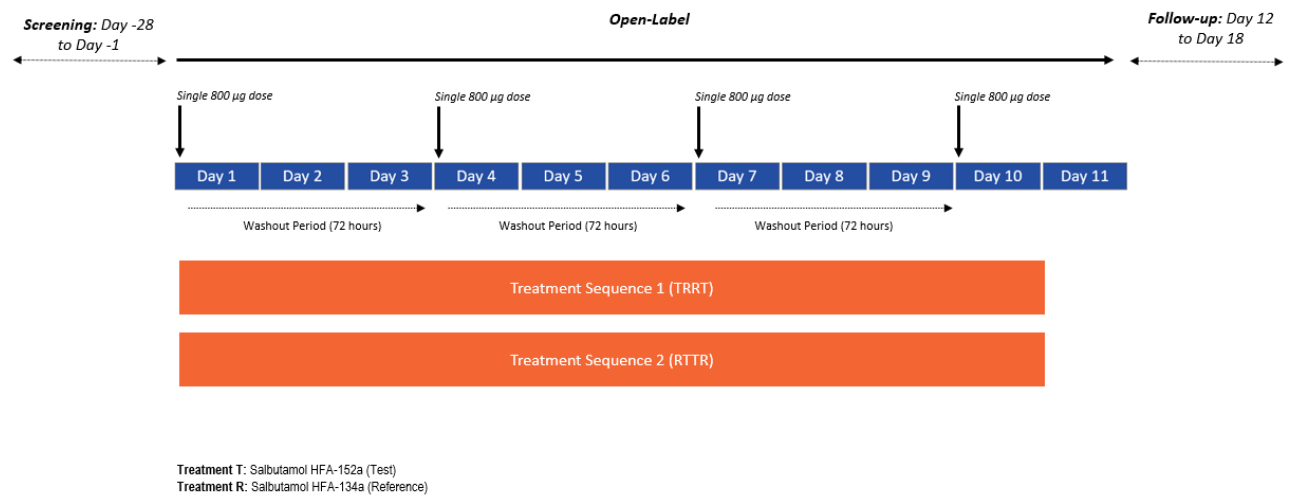 Screening: Day -28
to Day -1
Open-Label
Follow-up: Day 12
to Day 18
Single 800 µg dose
Single 800 µg dose
Single 800 µg dose
Single 800 µg dose
Day 1
Day 2
Day 3
Day 4
Day 5
Day 6
Day 7
Day 8
Day 9
Day 10
Day 11
Washout Period (72 hours)
Washout Period (72 hours)
Washout Period (72 hours)
Treatment Sequence 1 (TRRT)
Treatment Sequence 2 (RTTR)
Treatment T: Salbutamol HFA-152a (Test)
Treatment R: Salbutamol HFA-134a (Reference)